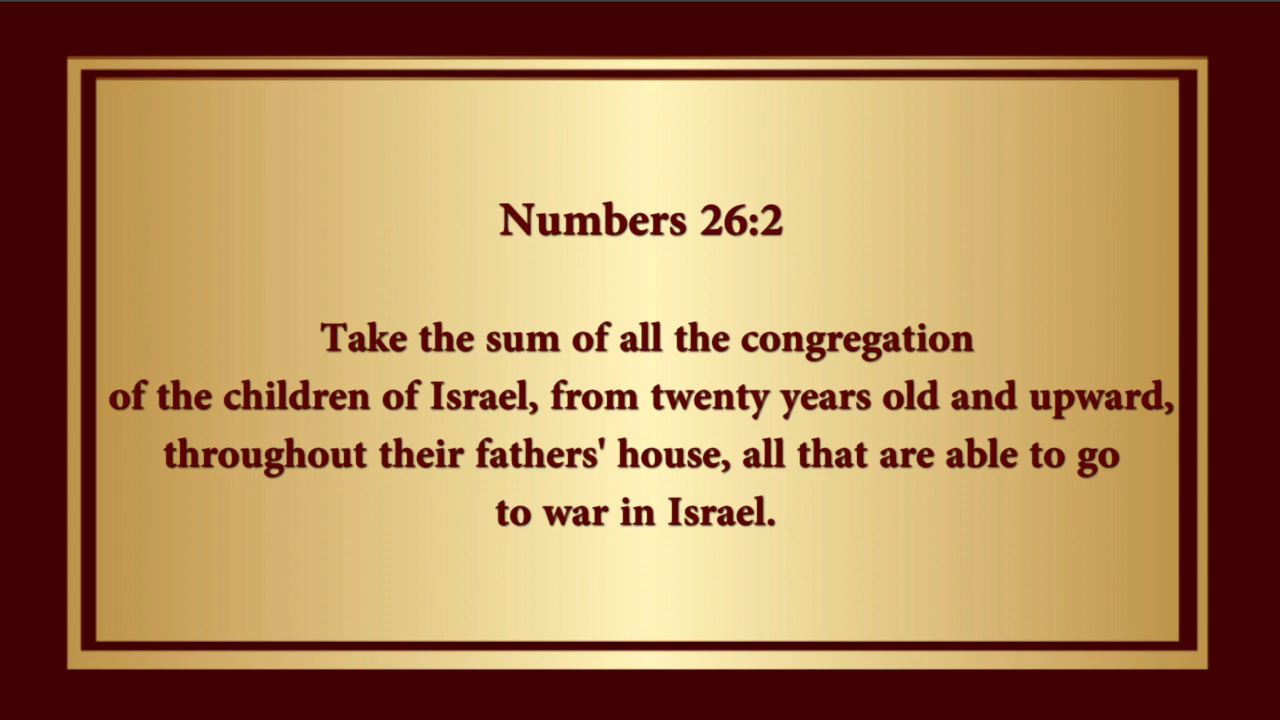 Numbers 26:2
Take the sum of all the congregation
of the children of Israel, from twenty years old and upward,
throughout their fathers' house, all that are able to go
to war in Israel.